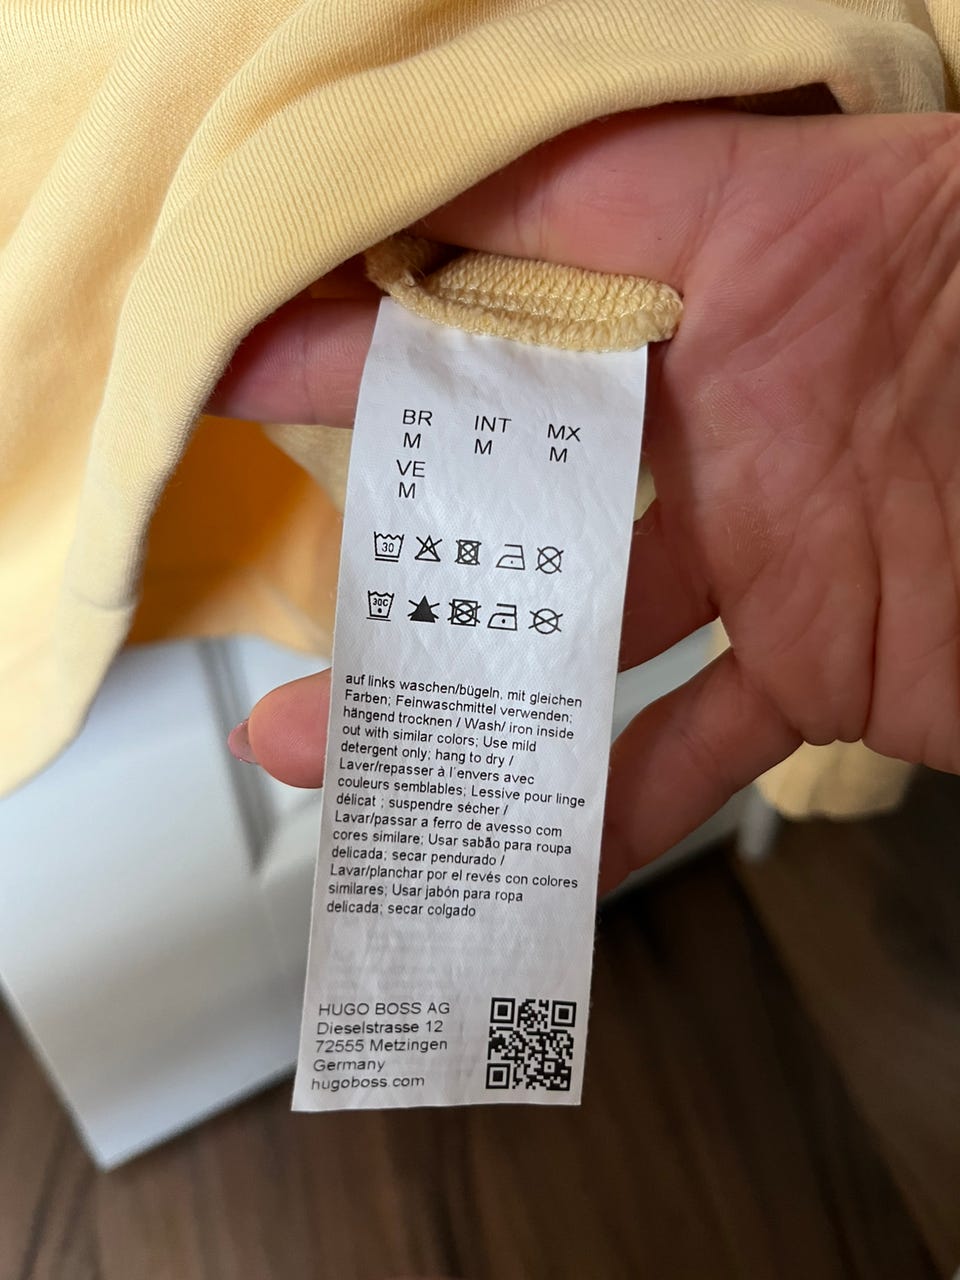 BR INT MX
M M M
VE
M
30
30C
auf links waschen/bügeln, mit gleichen
Farben; Feinwaschmittel verwenden;
hängend trocknen / Wash/ iron inside
out with similar colors; Use mild
detergent only; hang to dry /
Laver/repasser à l'envers avec
couleurs semblables; Lessive pour linge
délicat ; suspendre sécher /
Lavar/passar a ferro de avesso com
cores similare; Usar sabão para roupa
delicada; secar pendurado /
Lavar/planchar por el revés con colores
similares; Usar jabón para ropa
delicada; secar colgado
HUGO BOSS AG
Dieselstrasse 12
72555 Metzingen
Germany
hugoboss.com